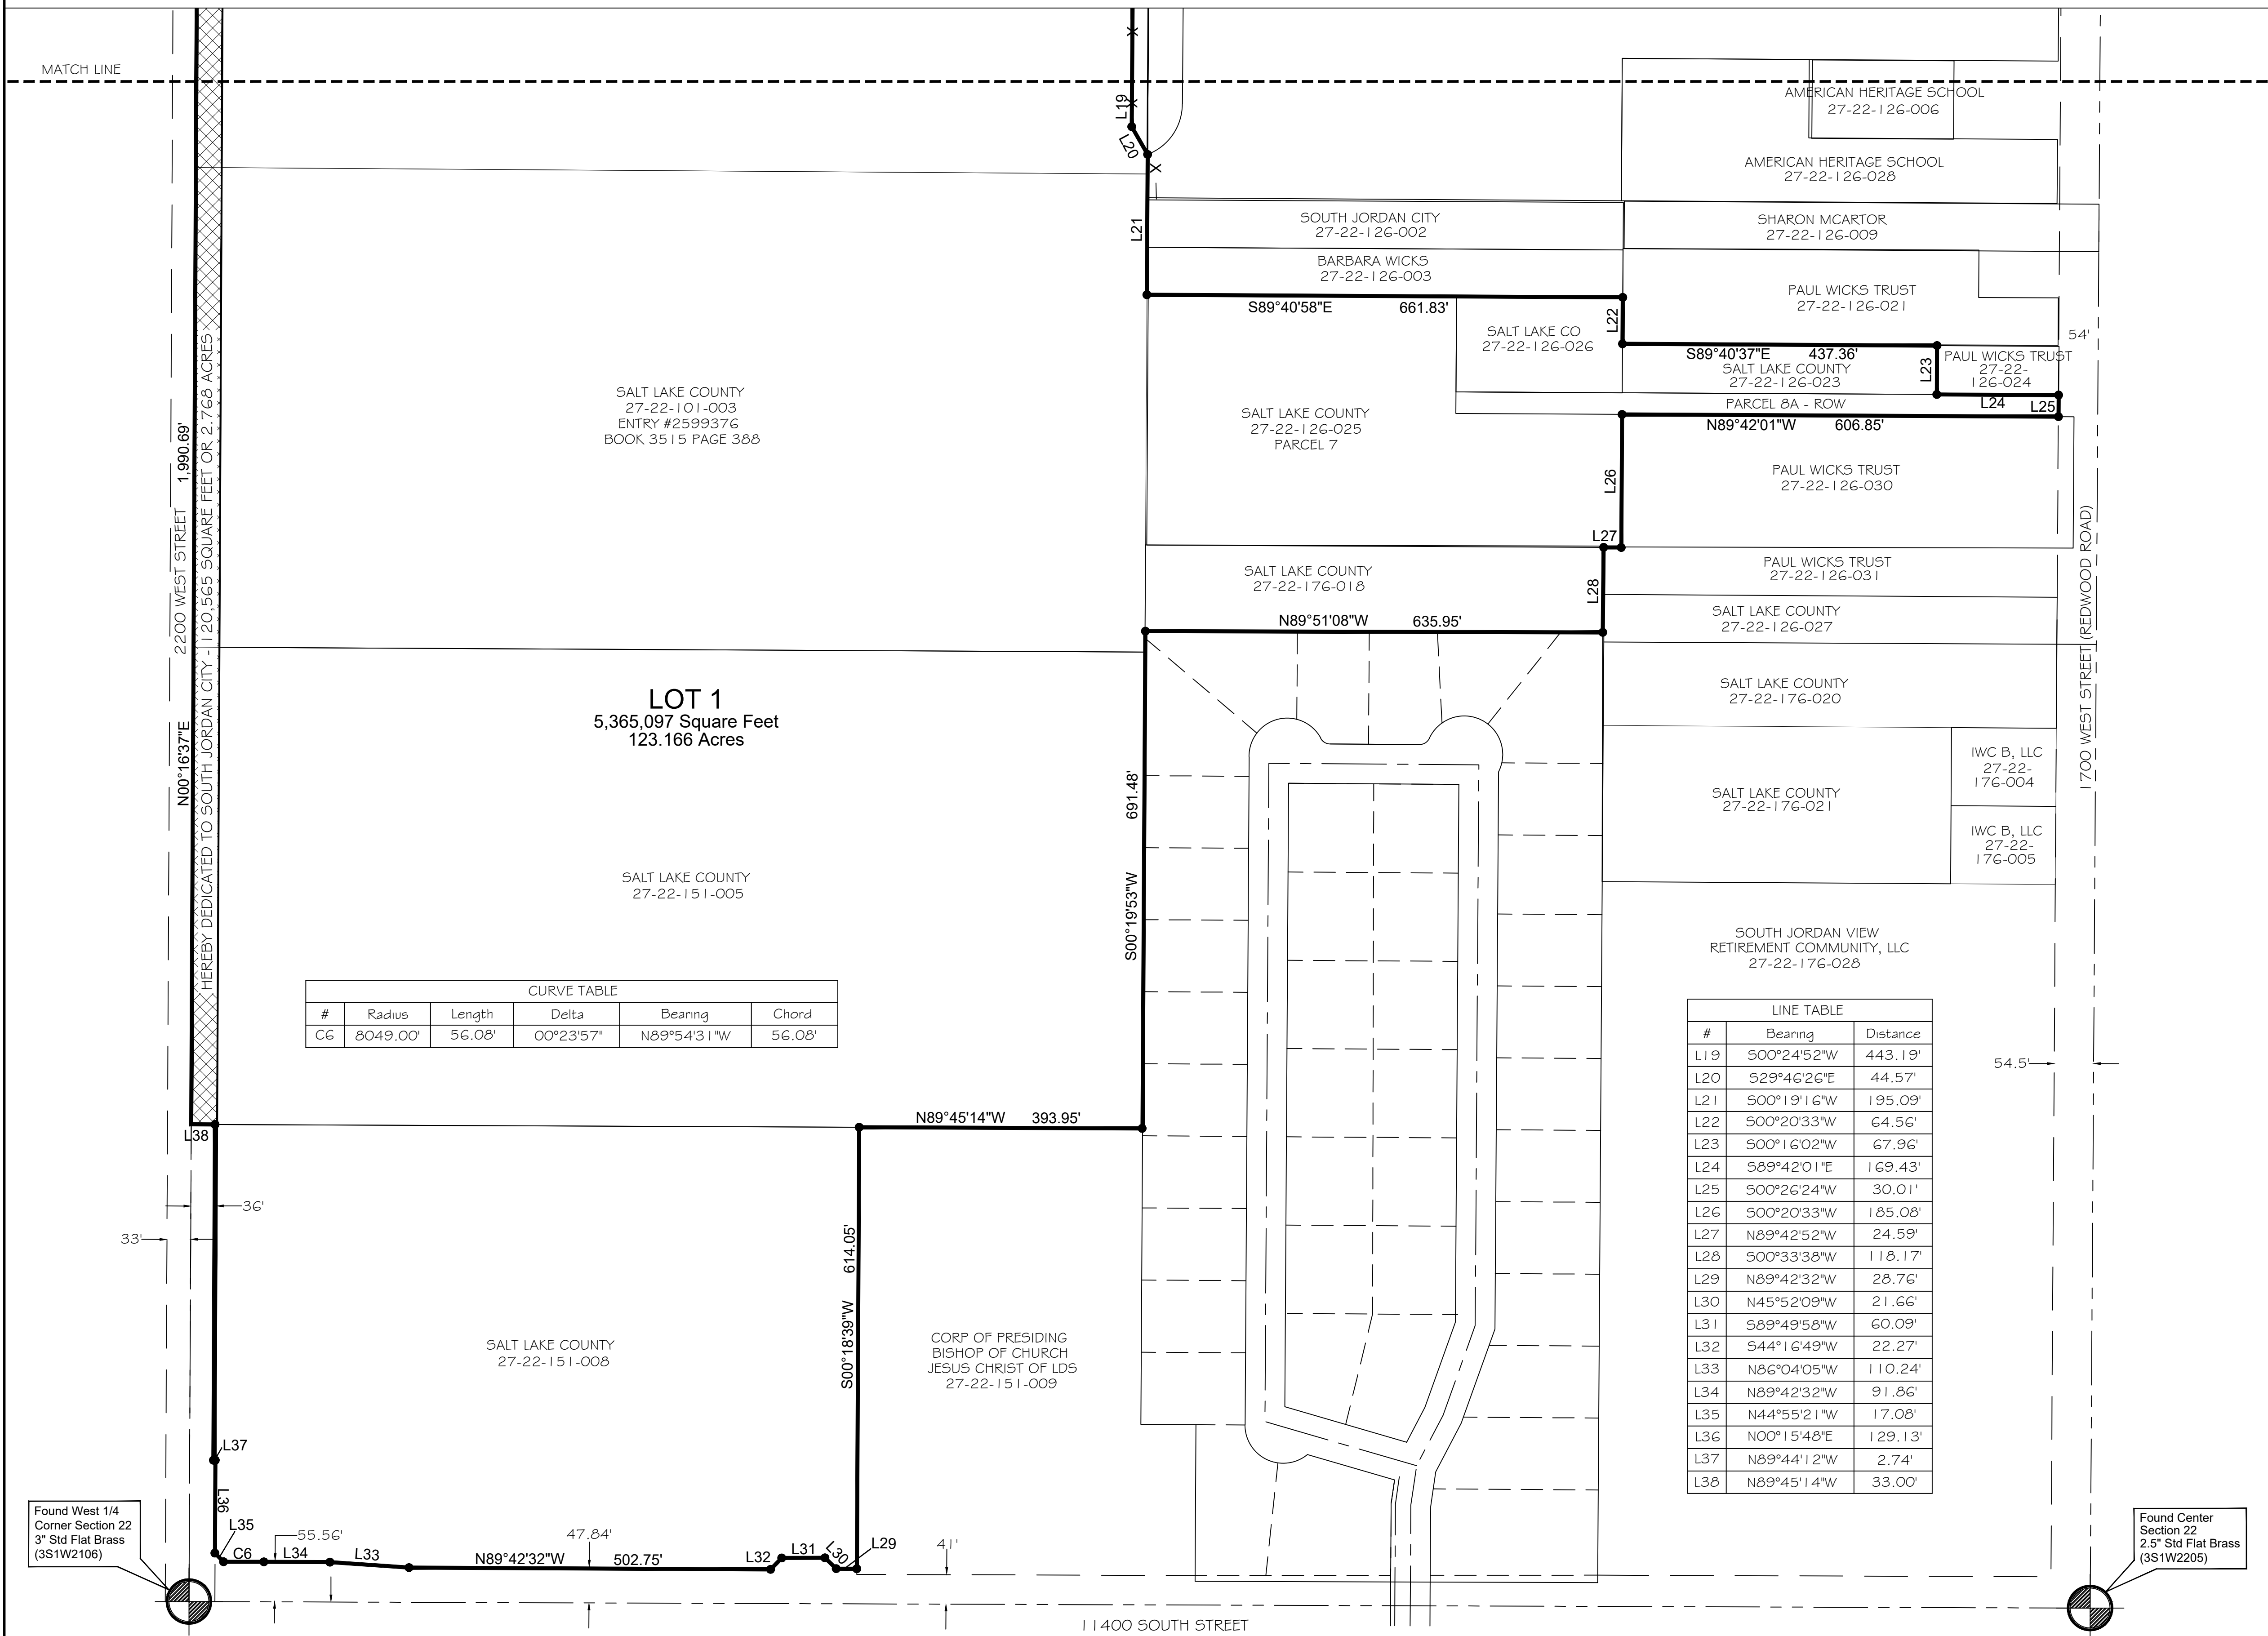 MATCH LINE
L19
L20
L21
AMERICAN HERITAGE SCHOOL
27-22-126-006
AMERICAN HERITAGE SCHOOL
27-22-126-028
SOUTH JORDAN CITY
27-22-126-002
SHARON MCARTOR
27-22-126-009
BARBARA WICKS
27-22-126-003
PAUL WICKS TRUST
27-22-126-021
S89°40'58"E 661.83'
L22
SALT LAKE CO
27-22-126-026
54'
S89°40'37"E 437.36'
SALT LAKE COUNTY
27-22-126-023
L23
PAUL WICKS TRUST
27-22-
126-024
PARCEL 8A - ROW
L24
L25
N89°42'01"W 606.85'
SALT LAKE COUNTY
27-22-101-003
ENTRY #2599376
BOOK 3515 PAGE 388
SALT LAKE COUNTY
27-22-126-025
PARCEL 7
L26
PAUL WICKS TRUST
27-22-126-030
L27
SALT LAKE COUNTY
27-22-176-018
L28
PAUL WICKS TRUST
27-22-126-031
SALT LAKE COUNTY
27-22-126-027
N89°51'08"W 635.95'
SALT LAKE COUNTY
27-22-176-020
1700 WEST STREET (REDWOOD ROAD)
2200 WEST STREET
N00°16'37"E 1,990.69'
HEREBY DEDICATED TO SOUTH JORDAN CITY - 120,565 SQUARE FEET OR 2.768 ACRES
LOT 1
5,365,097 Square Feet
123.166 Acres
S00°19'53"W 691.48'
SALT LAKE COUNTY
27-22-176-021
IWC B, LLC
27-22-
176-004
IWC B, LLC
27-22-
176-005
SALT LAKE COUNTY
27-22-151-005
SOUTH JORDAN VIEW
RETIREMENT COMMUNITY, LLC
27-22-176-028
CURVE TABLE
# Radius Length Delta Bearing Chord
C6 8049.00' 56.08' 00°23'57" N89°54'31"W 56.08'
LINE TABLE
# Bearing Distance
L19 S00°24'52"W 443.19'
L20 S29°46'26"E 44.57'
L21 S00°19'16"W 195.09'
L22 S00°20'33"W 64.56'
L23 S00°16'02"W 67.96'
L24 S89°42'01"E 169.43'
L25 S00°26'24"W 30.01'
L26 S00°20'33"W 185.08'
L27 N89°42'52"W 24.59'
L28 S00°33'38"W 118.17'
L29 N89°42'32"W 28.76'
L30 N45°52'09"W 21.66'
L31 S89°49'58"W 60.09'
L32 S44°16'49"W 22.27'
L33 N86°04'05"W 110.24'
L34 N89°42'32"W 91.86'
L35 N44°55'21"W 17.08'
L36 N00°15'48"E 129.13'
L37 N89°44'12"W 2.74'
L38 N89°45'14"W 33.00'
54.5'
L38
N89°45'14"W 393.95'
36'
33'
S00°18'39"W 614.05'
SALT LAKE COUNTY
27-22-151-008
CORP OF PRESIDING
BISHOP OF CHURCH
JESUS CHRIST OF LDS
27-22-151-009
L37
L36
L35
Found West 1/4
Corner Section 22
3" Std Flat Brass
(3S1W2106)
55.56'
C6
L34
L33
47.84'
N89°42'32"W 502.75'
L32
L31
L30
L29
41'
Found Center
Section 22
2.5" Std Flat Brass
(3S1W2205)
11400 SOUTH STREET